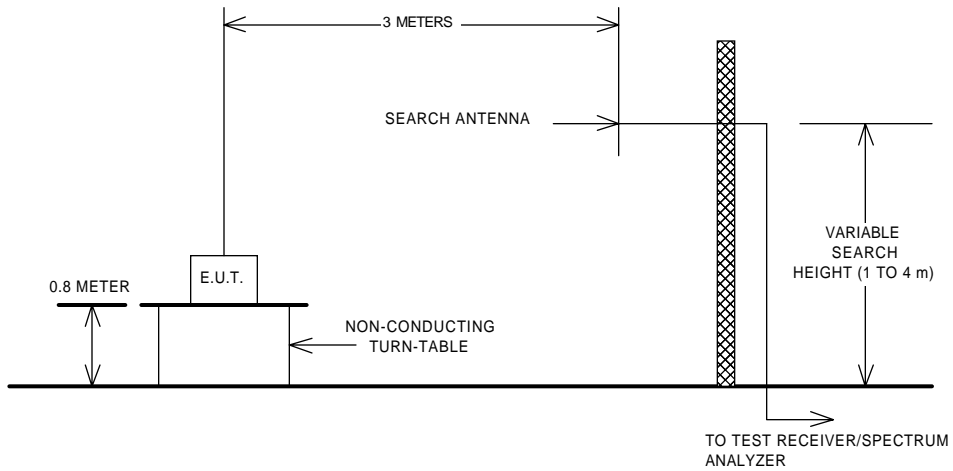 3 METERS
SEARCH ANTENNA
VARIABLE
SEARCH
HEIGHT (1 TO 4 m)
E.U.T.
0.8 METER
NON-CONDUCTING
TURN-TABLE
TO TEST RECEIVER/SPECTRUM
ANALYZER